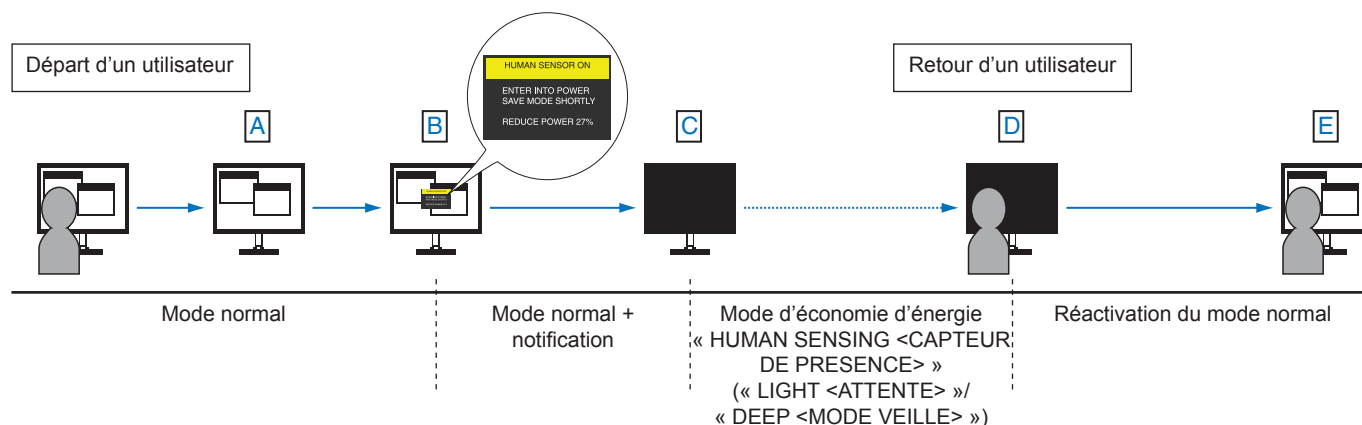 Départ d’un utilisateur
Retour d’un utilisateur
HUMAN SENSOR ON
ENTER INTO POWER
SAVE MODE SHORTLY
REDUCE POWER 27%
A
B
C
D
E
Mode normal
Mode normal +
notification
Mode d’économie d’énergie
« HUMAN SENSING <CAPTEUR
DE PRESENCE> »
(« LIGHT <ATTENTE> »/
« DEEP <MODE VEILLE> »)
Réactivation du mode normal